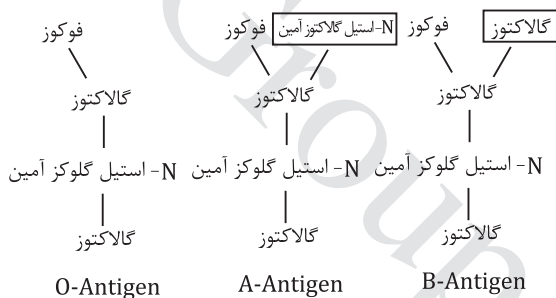 فوکوز
N-استیل گالاکتوز آمین
فوکوز
گالاکتوز
گالاکتوز
گالاکتوز
گالاکتوز
N- استیل گلوکز آمین
N- استیل گلوکز آمین
N- استیل گلوکز آمین
گالاکتوز
گالاکتوز
گالاکتوز
O-Antigen
A-Antigen
B-Antigen
فوکوز
Group